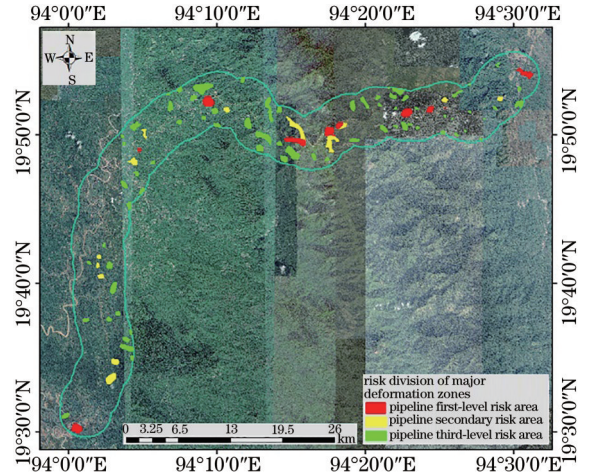 94°0′0″E 94°10′0″E 94°20′0″E 94°30′0″E
N
W E
S
19°50′0″N 19°50′0″N
19°40′0″N 19°40′0″N
19°30′0″N 19°30′0″N
risk division of major
deformation zones
pipeline first-level risk area
pipeline secondary risk area
pipeline third-level risk area
0 3.25 6.5 13 19.5 26
km
94°0′0″E 94°10′0″E 94°20′0″E 94°30′0″E